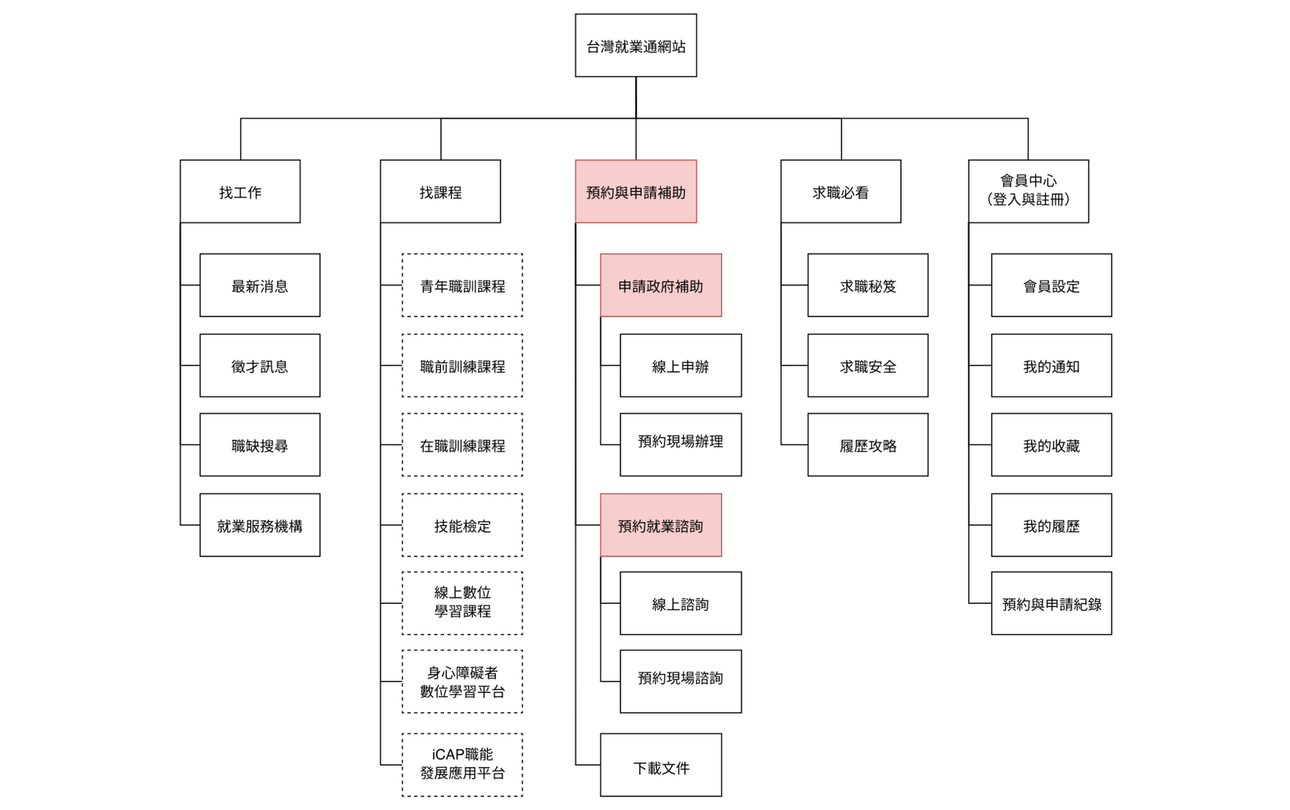 台灣就業通網站
找工作
最新消息
徵才訊息
職缺搜尋
就業服務機構
找課程
青年職訓課程
職前訓練課程
在職訓練課程
技能檢定
線上數位
學習課程
身心障礙者
數位學習平台
iCAP職能
發展應用平台
預約與申請補助
申請政府補助
線上申辦
預約現場辦理
預約就業諮詢
線上諮詢
預約現場諮詢
下載文件
求職必看
求職秘笈
求職安全
履歷攻略
會員中心
（登入與註冊）
會員設定
我的通知
我的收藏
我的履歷
預約與申請紀錄